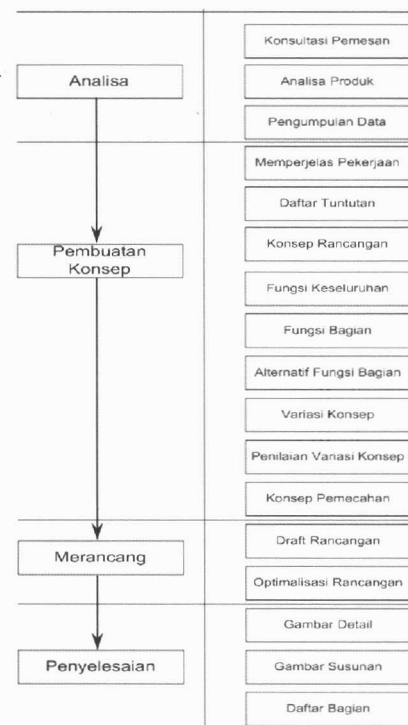 Konsultasi Pemesan
Analisa
Analisa Produk
Pengumpulan Data
Memperjelas Pekerjaan
Daftar Tuntutan
Pembuatan
Konsep
Konsep Rancangan
Fungsi Keseluruhan
Fungsi Bagian
Alternatif Fungsi Bagian
Variasi Konsep
Penilaian Variasi Konsep
Konsep Pemecahan
Merancang
Draft Rancangan
Optimalisasi Rancangan
Gambar Detail
Penyelesaian
Gambar Susunan
Daftar Bagian